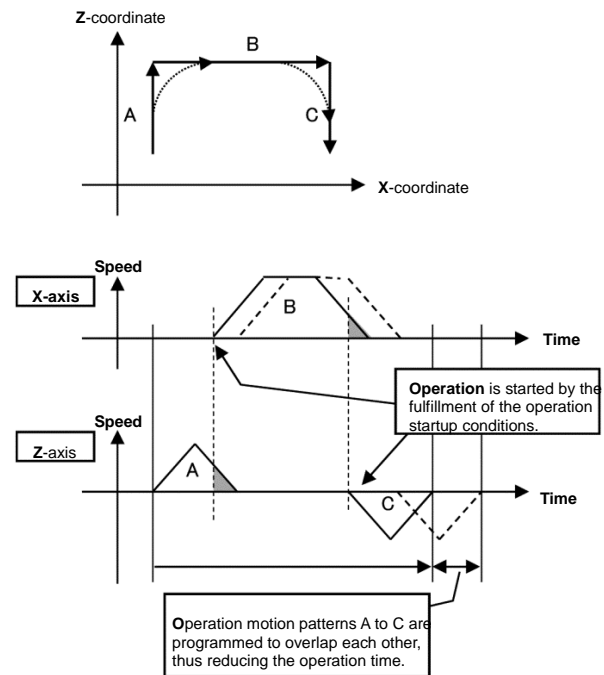 Z-coordinate
B
A
C
X-coordinate
Speed
X-axis
B
Time
Operation is started by the
fulfillment of the operation
startup conditions.
Speed
Z-axis
A
C
Time
Operation motion patterns A to C are
programmed to overlap each other,
thus reducing the operation time.